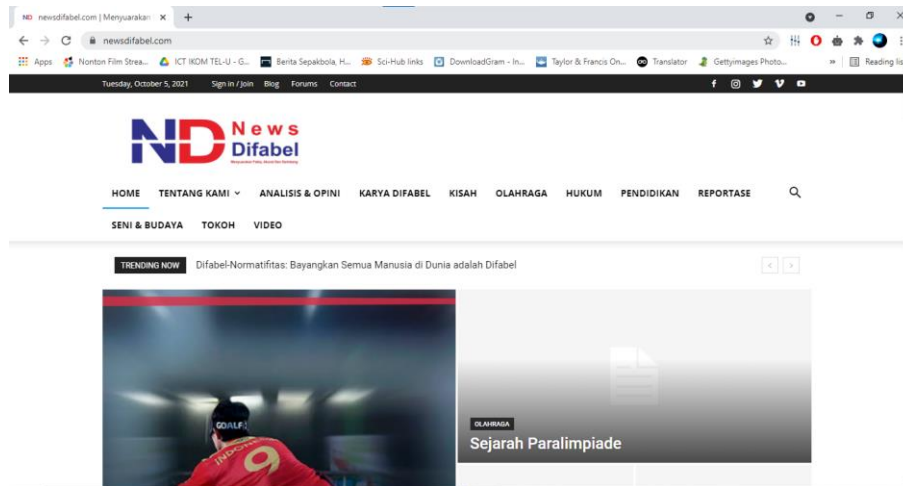 ND newsdifabel.com | Menyuarakan
newsdifabel.com
Apps Nonton Film Strea... ICT IKOM TEL-U - G... Berita Sepakbola, H... Sci-Hub links DownloadGram - In... Taylor & Francis On... Translator Gettyimages Photo... » Reading lis
Tuesday, October 5, 2021 Sign in / Join Blog Forums Contact
ND News
Difabel
HOME TENTANG KAMI ANALISIS & OPINI KARYA DIFABEL KISAH OLAHRAGA HUKUM PENDIDIKAN REPORTASE
SENI & BUDAYA TOKOH VIDEO
TRENDING NOW Difabel-Normatifitas: Bayangkan Semua Manusia di Dunia adalah Difabel
GOALF
INDONE
9
OLAHRAGA
Sejarah Paralimpiade